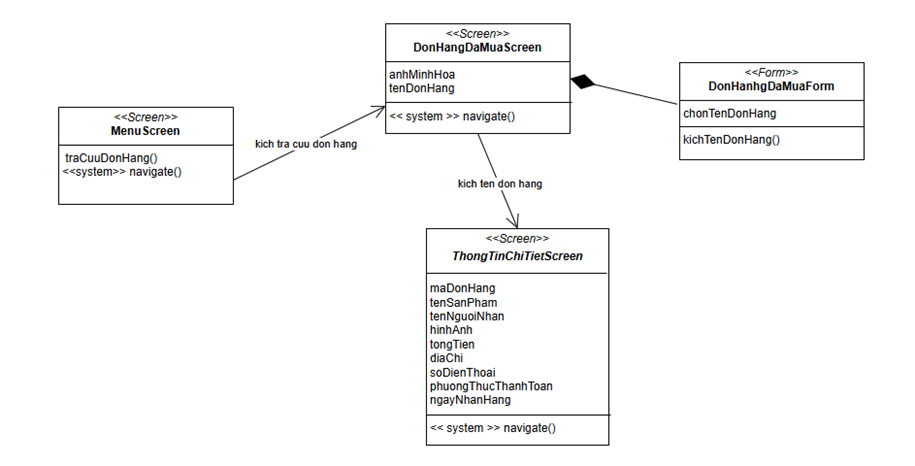 <<Screen>>
DonHangDaMuaScreen
anhMinhHoa
tenDonHang
<< system >> navigate()
<<Form>>
DonHanhgDaMuaForm
chonTenDonHang
kichTenDonHang()
<<Screen>>
MenuScreen
traCuuDonHang()
<<system>> navigate()
kich tra cuu don hang
kich ten don hang
<<Screen>>
ThongTinChiTietScreen
maDonHang
tenSanPham
tenNguoiNhan
hinhAnh
tongTien
diaChi
soDienThoai
phuongThucThanhToan
ngayNhanHang
<< system >> navigate()